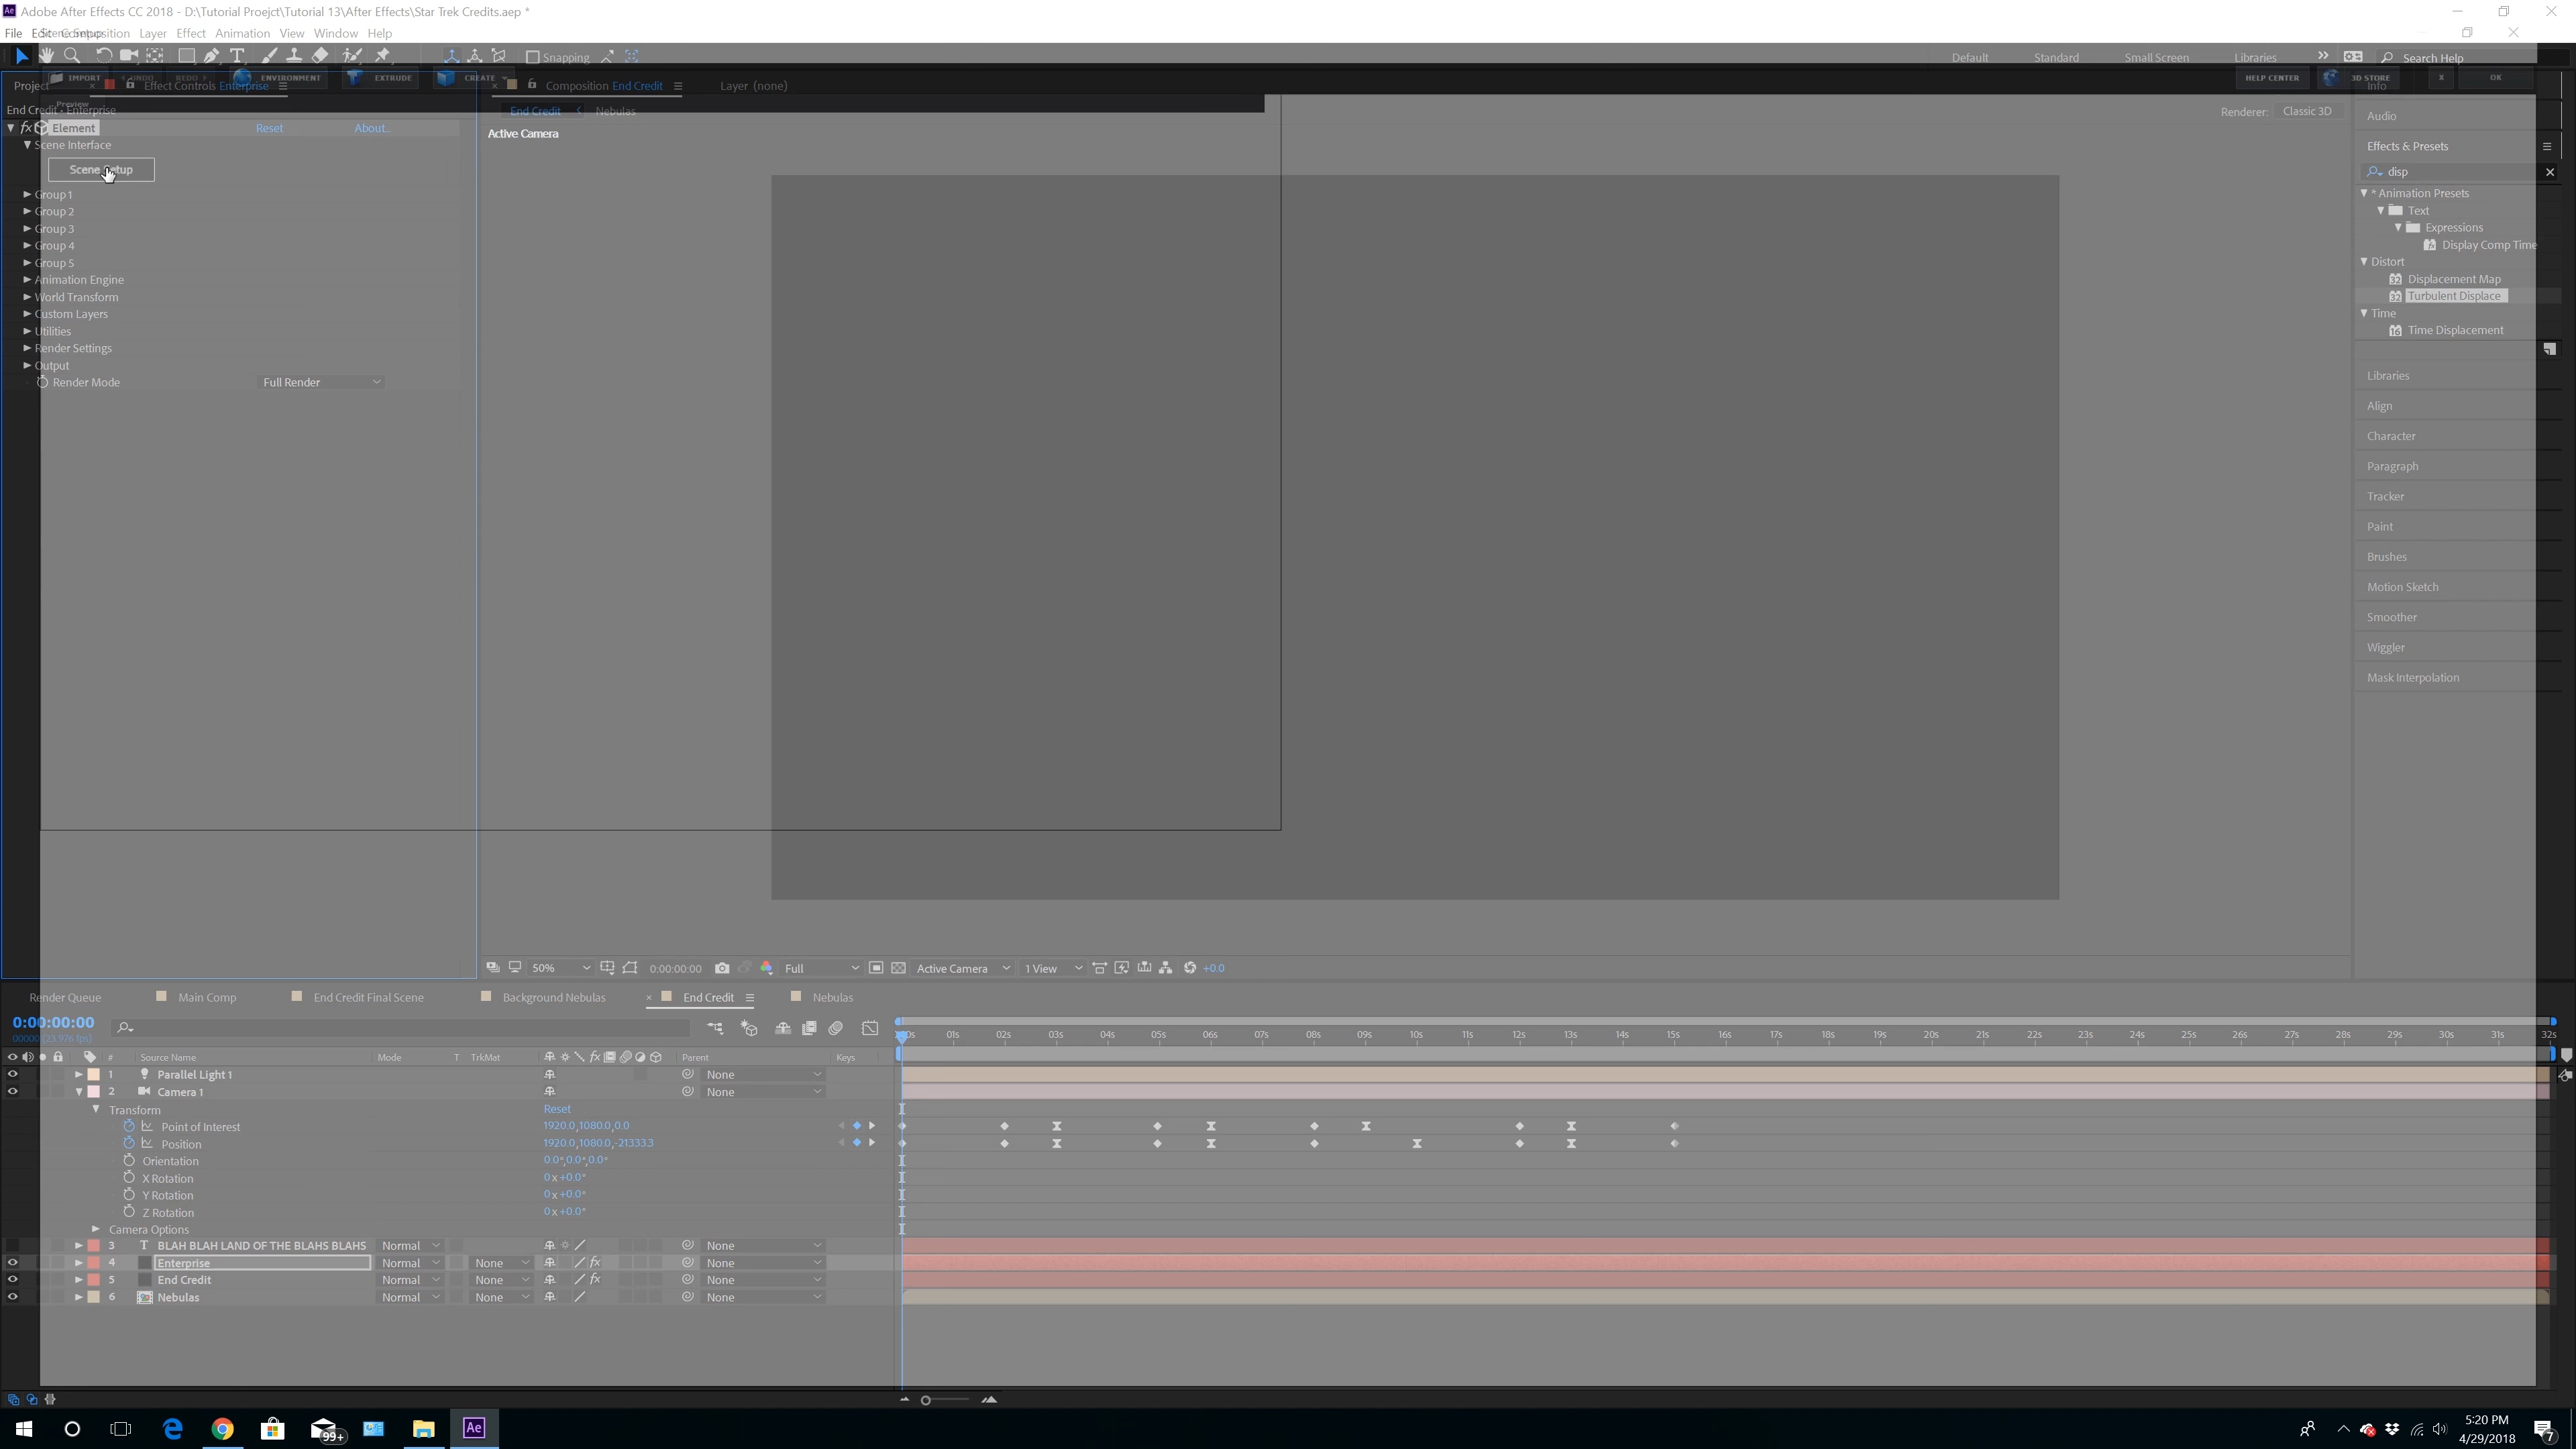 Adobe After Effects CC 2018 - D:\Tutorial Proejct\Tutorial 13\After Effects\Star Trek Credits.aep *
File Edit Composition Layer Effect Animation View Window Help
Scene Setup
Snapping
Default Standard Small Screen Libraries Search Help
IMPORT UNDO REDO ENVIRONMENT EXTRUDE CREATE HELP CENTER 3D STORE X OK
Project Effect Controls Enterprise Composition End Credit Layer (none) Info
Preview
End Credit • Enterprise
End Credit Nebulas
Renderer: Classic 3D
Active Camera
fx Element Reset About...
Scene Interface
Scene Setup
Group 1
Group 2
Group 3
Group 4
Group 5
Animation Engine
World Transform
Custom Layers
Utilities
Render Settings
Output
Render Mode Full Render
Audio
Effects & Presets
disp
* Animation Presets
Text
Expressions
Display Comp Time
Distort
32 Displacement Map
32 Turbulent Displace
Time
16 Time Displacement
Libraries
Align
Character
Paragraph
Tracker
Paint
Brushes
Motion Sketch
Smoother
Wiggler
Mask Interpolation
50% 0:00:00:00 Full Active Camera 1 View +0.0
Render Queue Main Comp End Credit Final Scene Background Nebulas End Credit Nebulas
0:00:00:00
00000 (23.976 fps)
01s 02s 03s 04s 05s 06s 07s 08s 09s 10s 11s 12s 13s 14s 15s 16s 17s 18s 19s 20s 21s 22s 23s 24s 25s 26s 27s 28s 29s 30s 31s 32s
# Source Name Mode T TrkMat Parent Keys
1 Parallel Light 1 None
2 Camera 1 None
Transform Reset
Point of Interest 1920.0,1080.0,0.0
Position 1920.0,1080.0,-21333.3
Orientation 0.0°,0.0°,0.0°
X Rotation 0x+0.0°
Y Rotation 0x+0.0°
Z Rotation 0x+0.0°
Camera Options
3 T BLAH BLAH LAND OF THE BLAHS BLAHS Normal None
4 Enterprise Normal None fx None
5 End Credit Normal None fx None
6 Nebulas Normal None None
99+ Ae
5:20 PM
4/29/2018
7